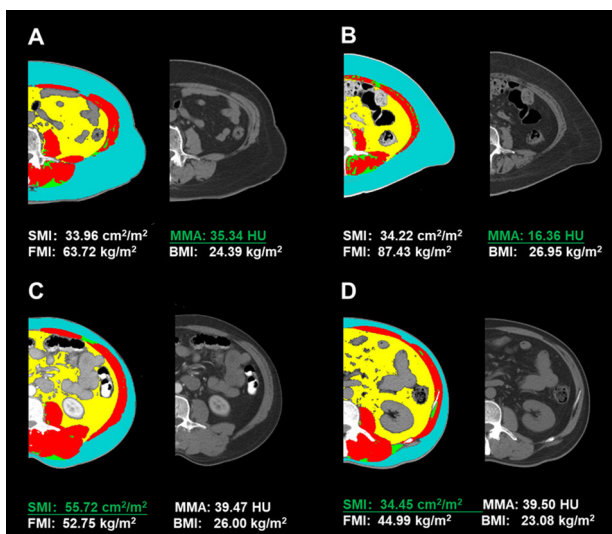 A
B
SMI: 33.96 cm²/m² MMA: 35.34 HU
FMI: 63.72 kg/m² BMI: 24.39 kg/m²
SMI: 34.22 cm²/m² MMA: 16.36 HU
FMI: 87.43 kg/m² BMI: 26.95 kg/m²
C
D
SMI: 55.72 cm²/m² MMA: 39.47 HU
FMI: 52.75 kg/m² BMI: 26.00 kg/m²
SMI: 34.45 cm²/m² MMA: 39.50 HU
FMI: 44.99 kg/m² BMI: 23.08 kg/m²